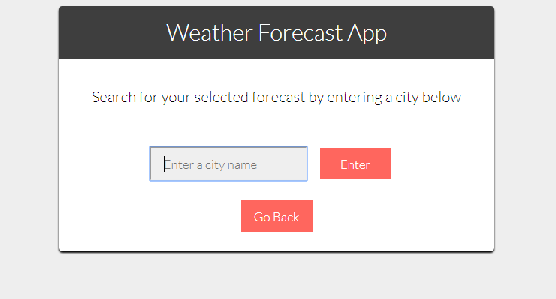 Weather Forecast App
Search for your selected forecast by entering a city below
Enter a city name
Enter
Go Back